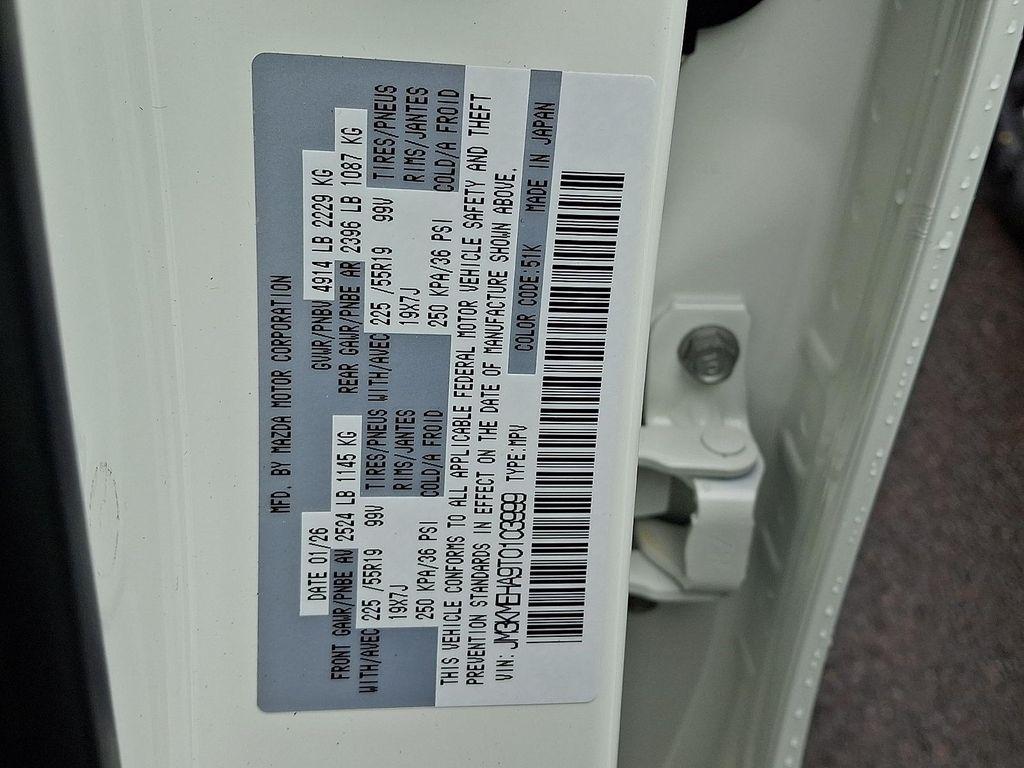 MFD. BY MAZDA MOTOR CORPORATION
DATE 01/26 GVWR/PNBV 4914 LB 2229 KG
FRONT GAWR/PNBE AV 2524 LB 1145 KG REAR GAWR/PNBE AR 2396 LB 1087 KG
WITH/AVEC 225 /55R19 99V TIRES/PNEUS WITH/AVEC 225 /55R19 99V TIRES/PNEUS
19X7J RIMS/JANTES 19X7J RIMS/JANTES
250 KPA/36 PSI COLD/A FROID 250 KPA/36 PSI COLD/A FROID
THIS VEHICLE CONFORMS TO ALL APPLICABLE FEDERAL MOTOR VEHICLE SAFETY AND THEFT
PREVENTION STANDARDS IN EFFECT ON THE DATE OF MANUFACTURE SHOWN ABOVE.
VIN: JM3KMEHA9T0103999 TYPE:MPV COLOR CODE:51K MADE IN JAPAN